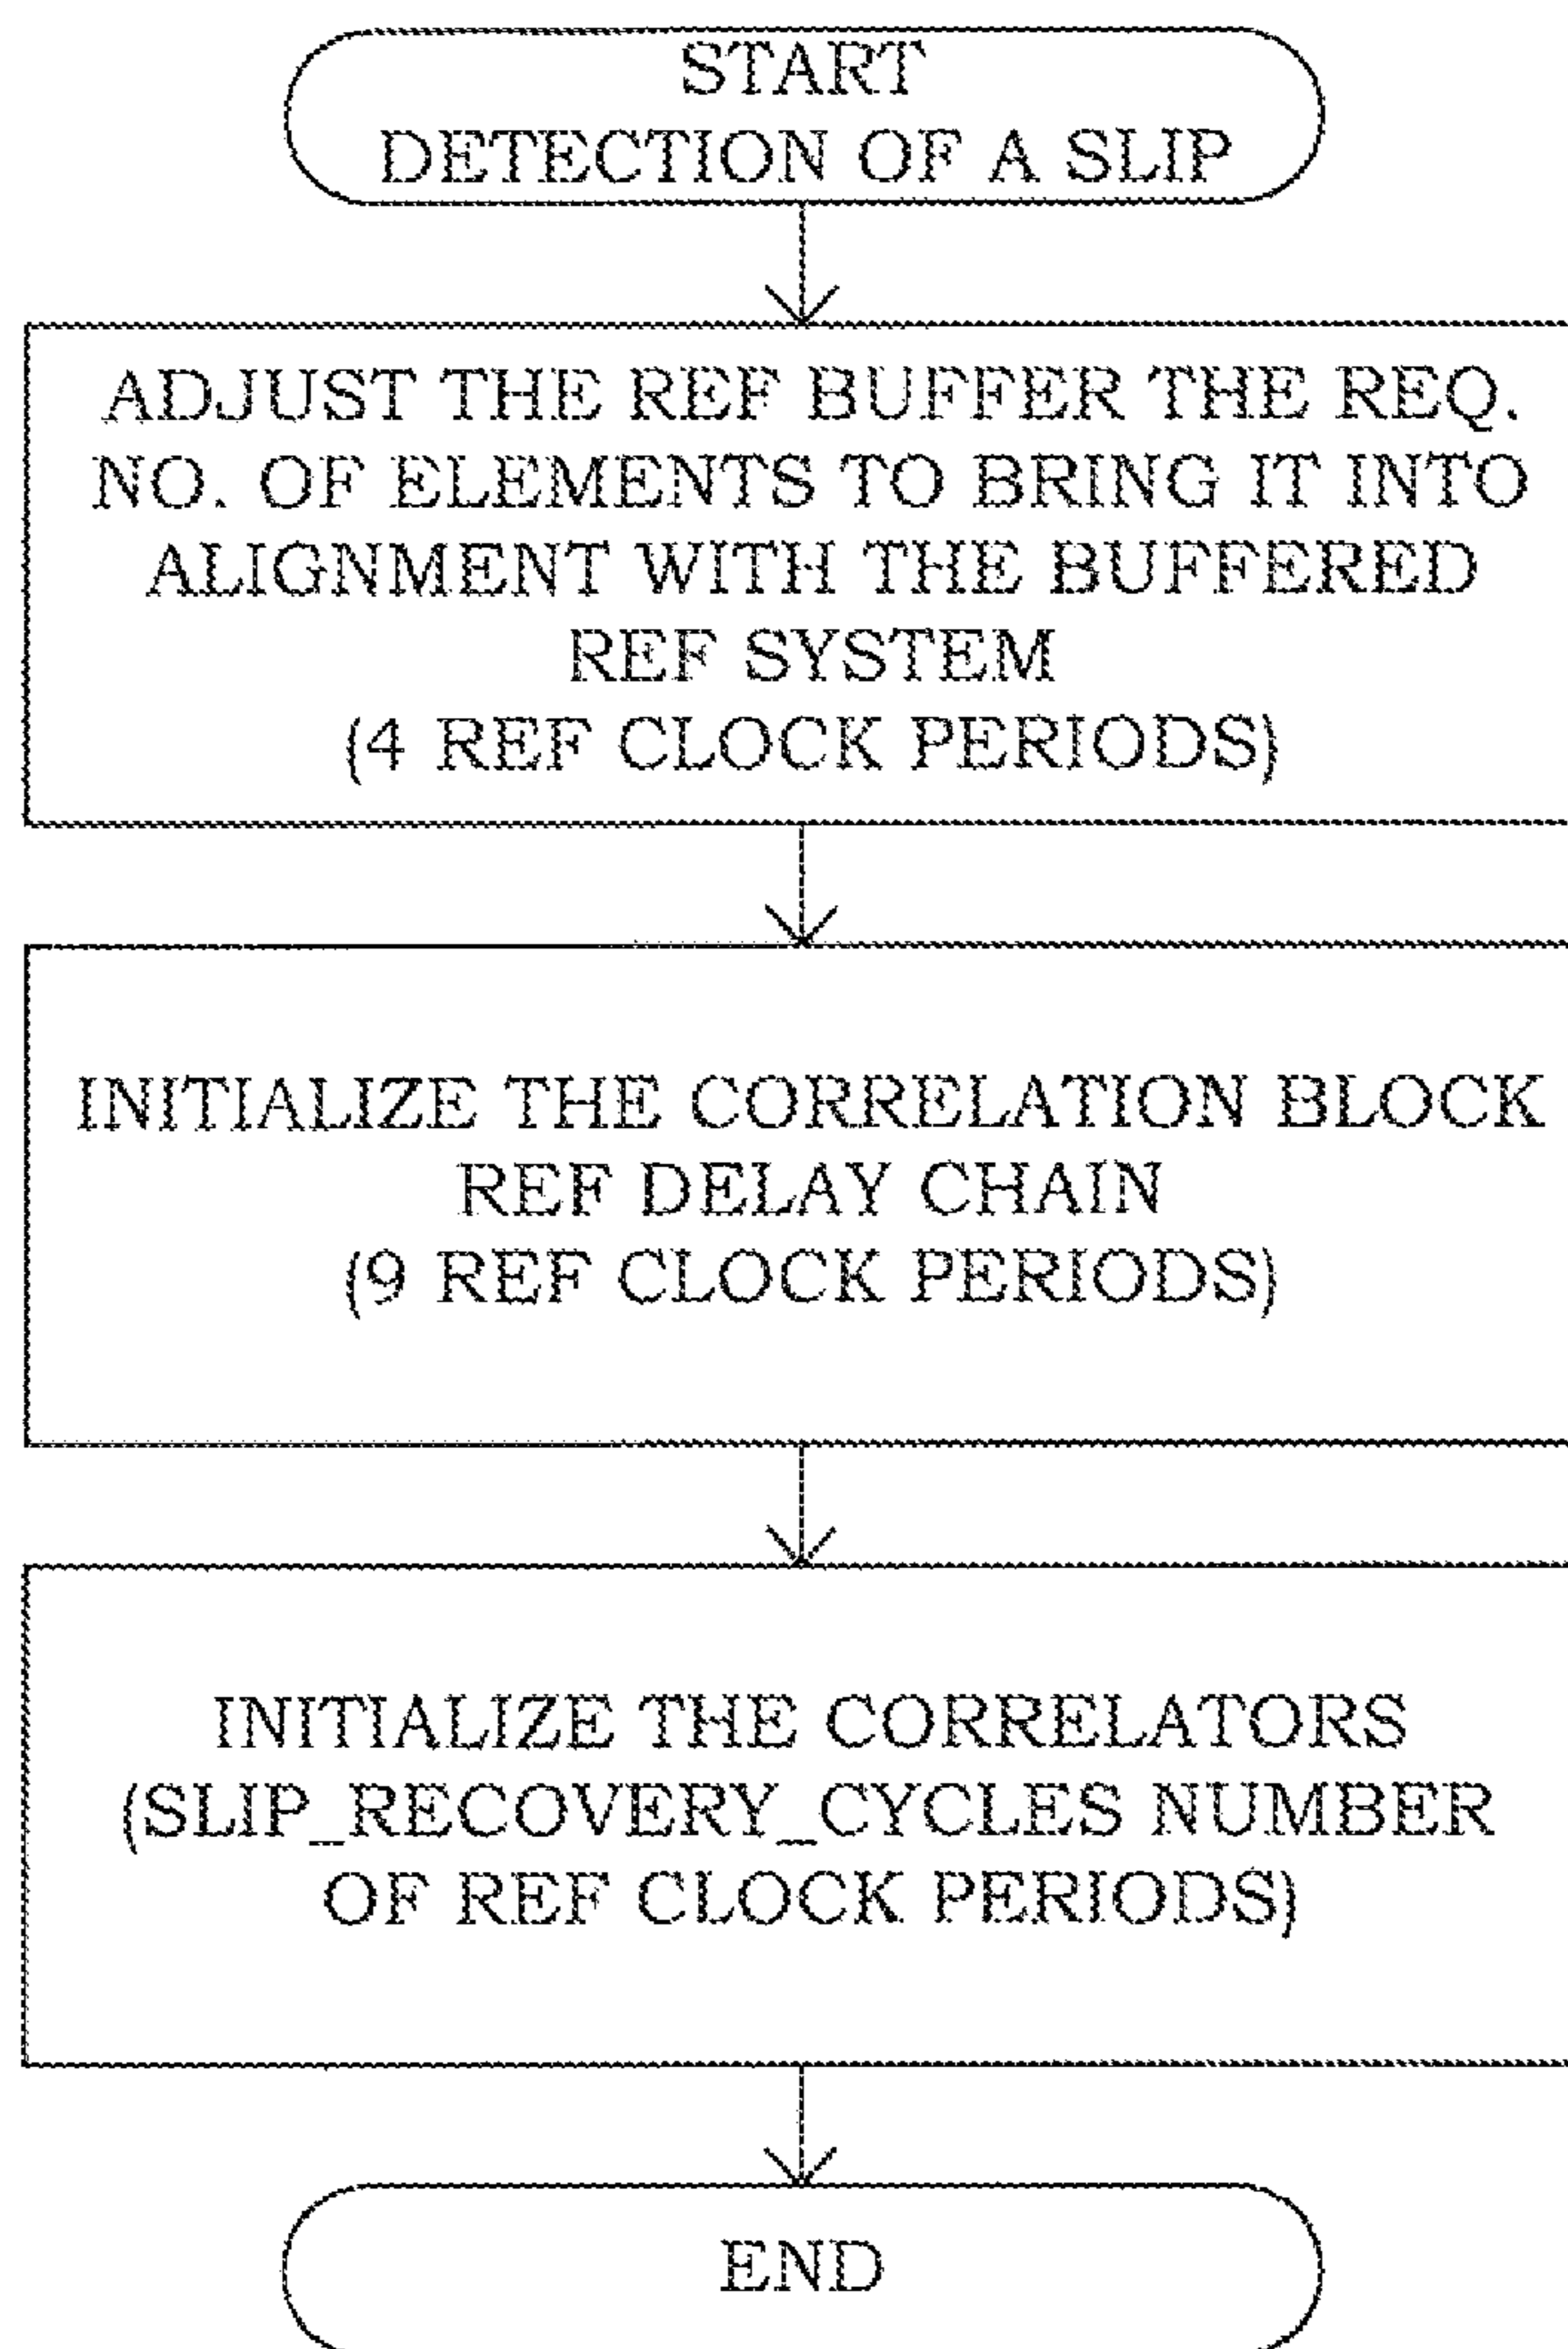 START
DETECTION OF A SLIP
ADJUST THE REF BUFFER THE REQ.
NO. OF ELEMENTS TO BRING IT INTO
ALIGNMENT WITH THE BUFFERED
REF SYSTEM
(4 REF CLOCK PERIODS)
INITIALIZE THE CORRELATION BLOCK
REF DELAY CHAIN
(9 REF CLOCK PERIODS)
INITIALIZE THE CORRELATORS
(SLIP_RECOVERY_CYCLES NUMBER
OF REF CLOCK PERIODS)
END